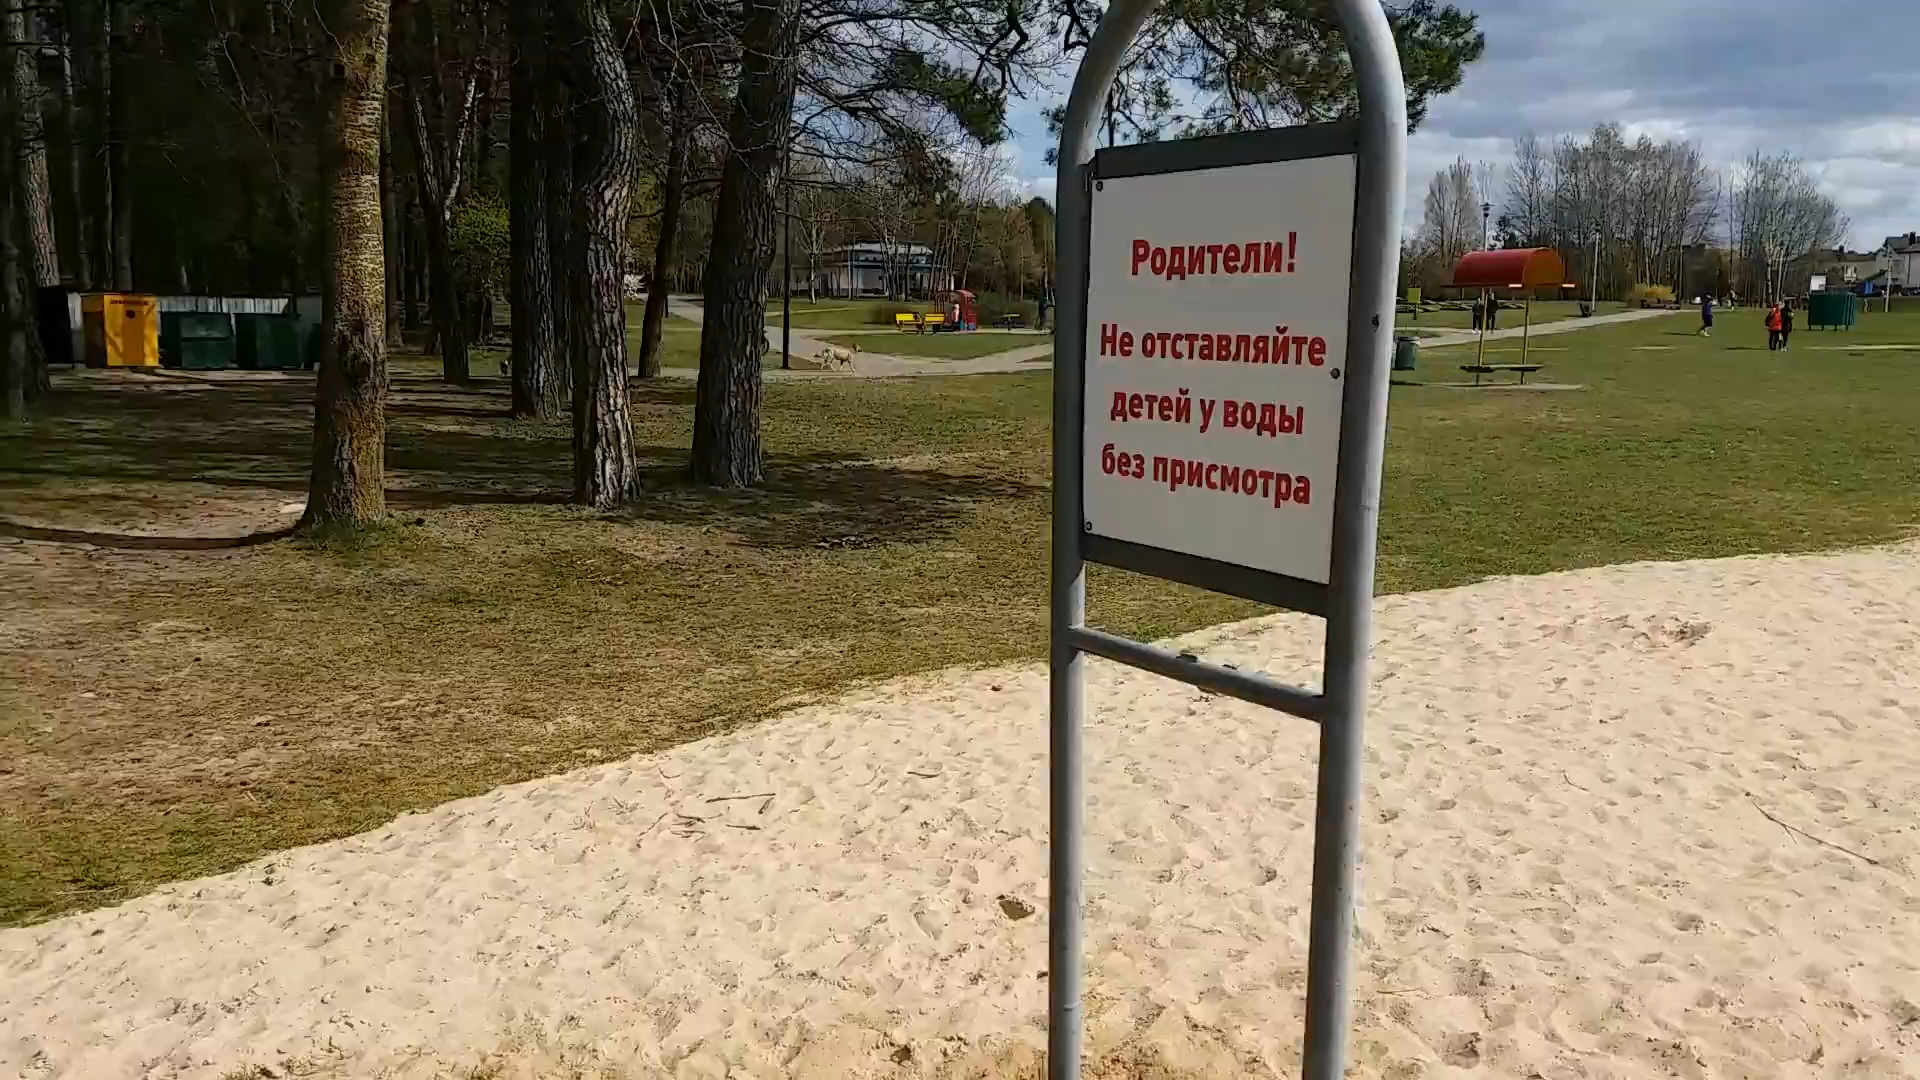 Родители!
Не отставляйте
детей у воды
без присмотра